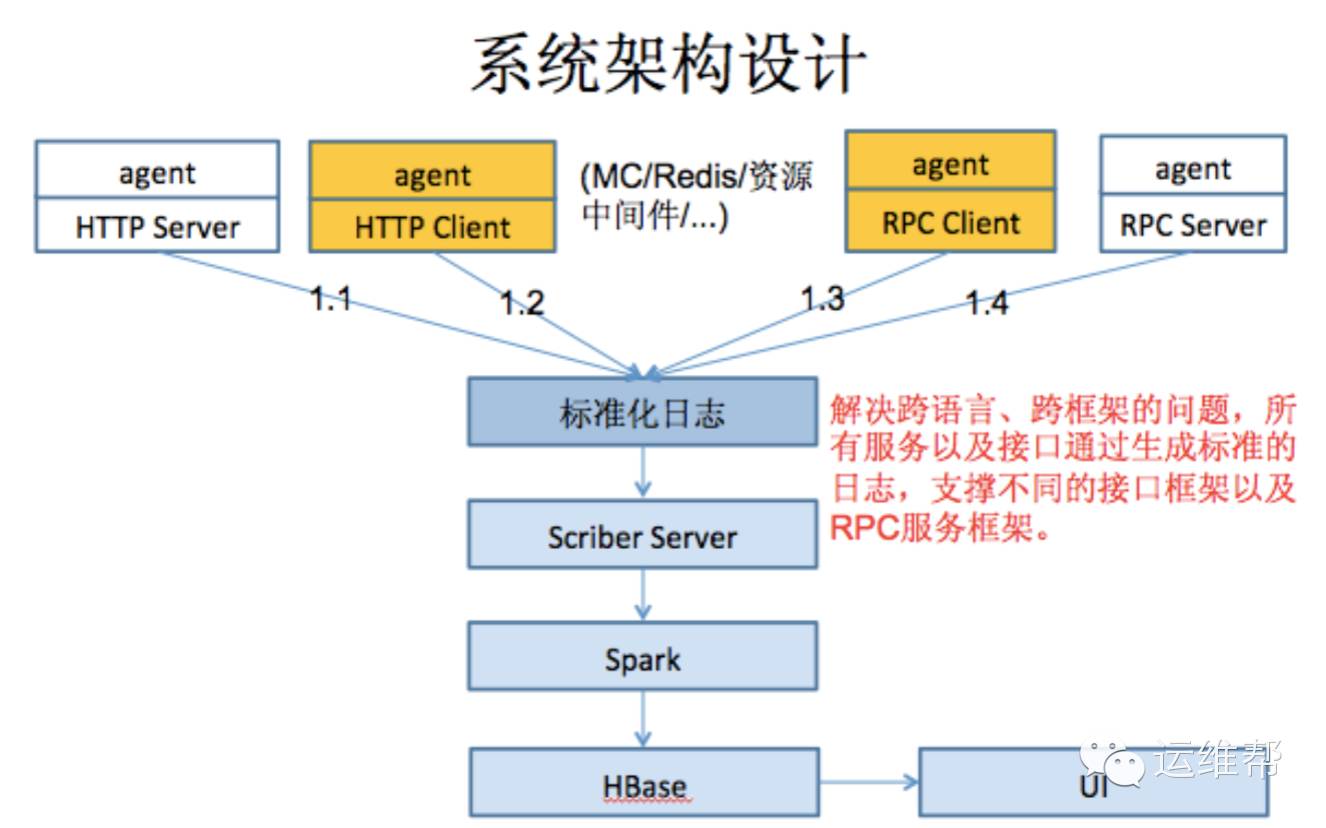 系统架构设计
agent
HTTP Server
agent
HTTP Client
(MC/Redis/资源
中间件/...)
agent
RPC Client
agent
RPC Server
1.1
1.2
1.3
1.4
标准化日志
解决跨语言、跨框架的问题，所
有服务以及接口通过生成标准的
日志，支撑不同的接口框架以及
RPC服务框架。
Scriber Server
Spark
HBase
UI
运维帮